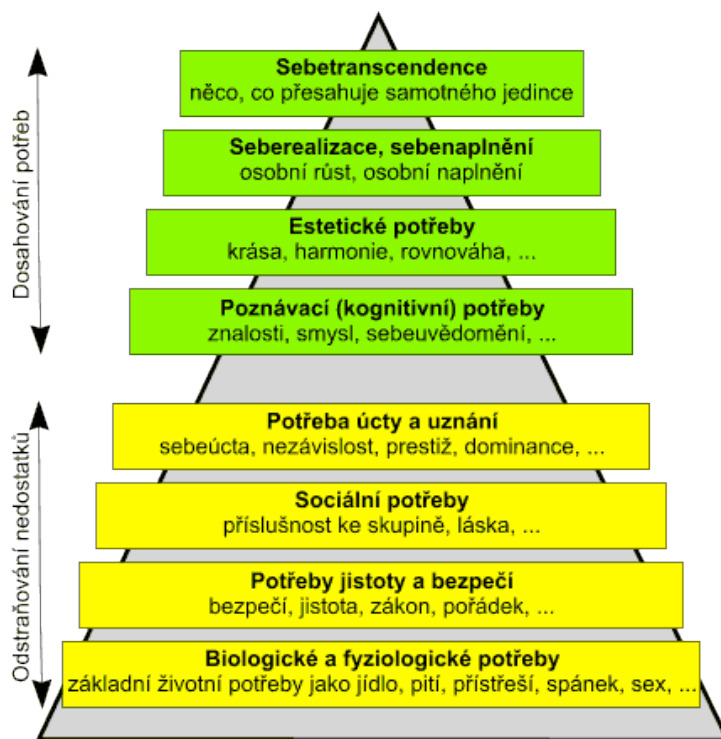 Sebetranscendence
něco, co přesahuje samotného jedince
Seberealizace, sebenaplnění
osobní růst, osobní naplnění
Estetické potřeby
krása, harmonie, rovnováha, ...
Poznávací (kognitivní) potřeby
znalosti, smysl, sebeuvědomění, ...
Dosahování potřeb
Potřeba úcty a uznání
sebeúcta, nezávislost, prestiž, dominance, ...
Sociální potřeby
příslušnost ke skupině, láska, ...
Potřeby jistoty a bezpečí
bezpečí, jistota, zákon, pořádek, ...
Biologické a fyziologické potřeby
základní životní potřeby jako jídlo, pití, přístřeší, spánek, sex, ...
Odstraňování nedostatků